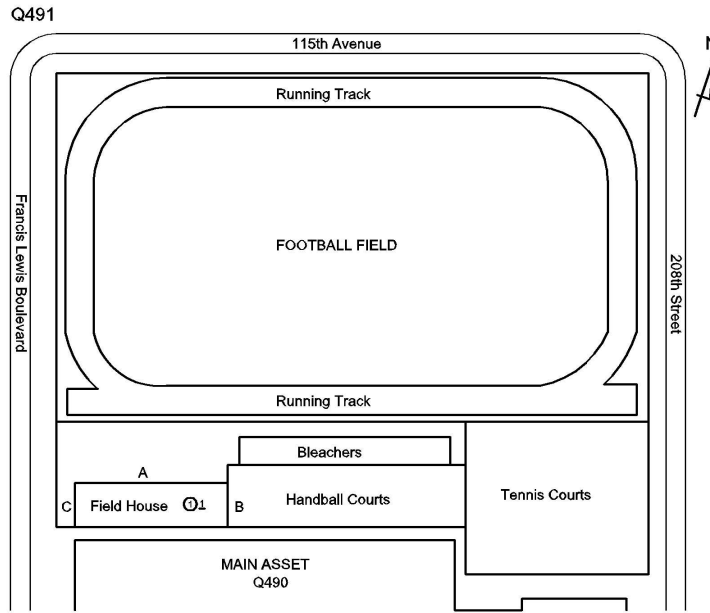 Q491
115th Avenue
N
Running Track
Francis Lewis Boulevard
FOOTBALL FIELD
208th Street
Running Track
Bleachers
A
Tennis Courts
C
Field House
1
1
B
Handball Courts
MAIN ASSET
Q490